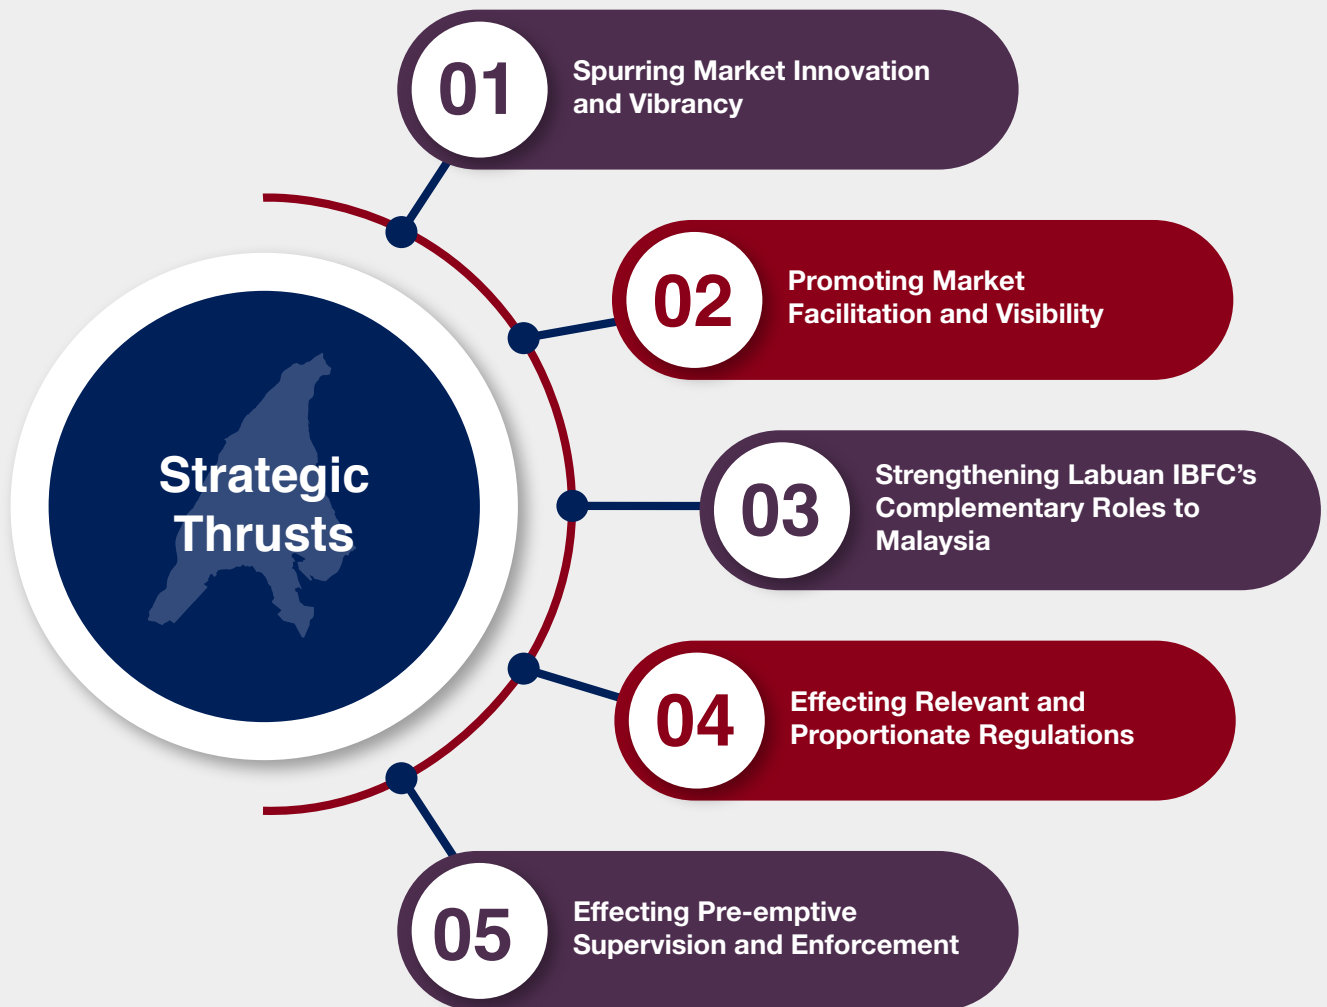 01
Spurring Market Innovation
and Vibrancy
02
Promoting Market
Facilitation and Visibility
Strategic
Thrusts
03
Strengthening Labuan IBFC’s
Complementary Roles to
Malaysia
04
Effecting Relevant and
Proportionate Regulations
05
Effecting Pre-emptive
Supervision and Enforcement